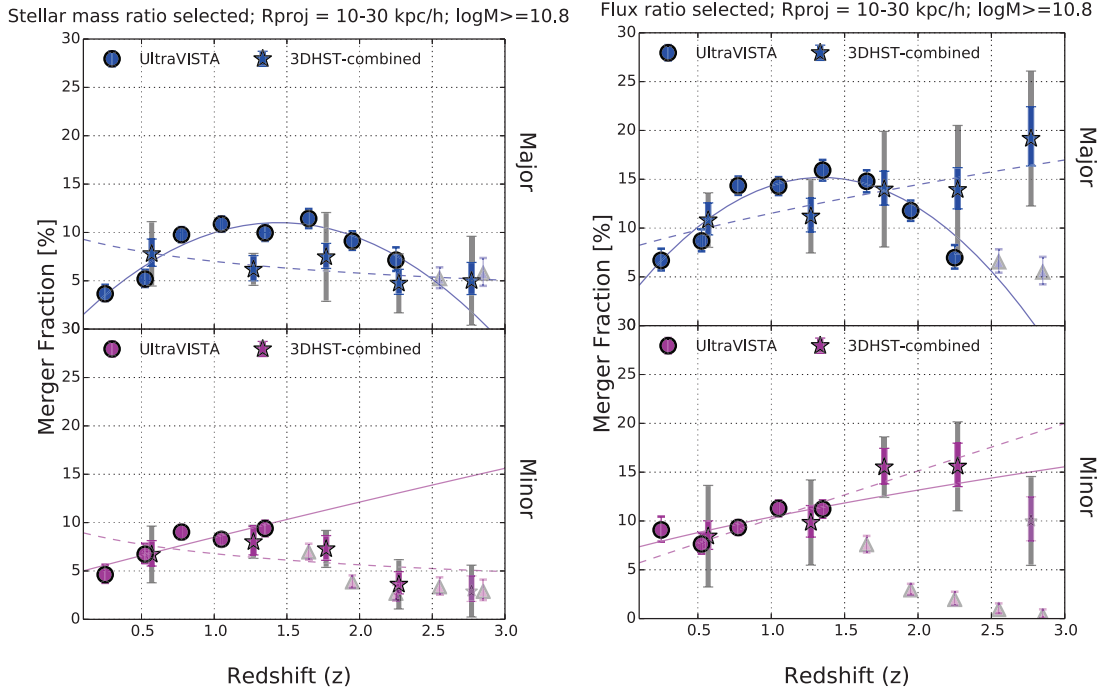 Stellar mass ratio selected; Rproj = 10-30 kpc/h; logM>=10.8
30
UltraVISTA
3DHST-combined
25
20
15
10
5
30
Major
UltraVISTA
3DHST-combined
25
20
15
10
5
0
Minor
Merger Fraction [%]
0.5
1.0
1.5
2.0
2.5
3.0
Redshift (z)
Flux ratio selected; Rproj = 10-30 kpc/h; logM>=10.8
30
UltraVISTA
3DHST-combined
25
20
15
10
5
30
Major
UltraVISTA
3DHST-combined
25
20
15
10
5
0
Minor
Merger Fraction [%]
0.5
1.0
1.5
2.0
2.5
3.0
Redshift (z)